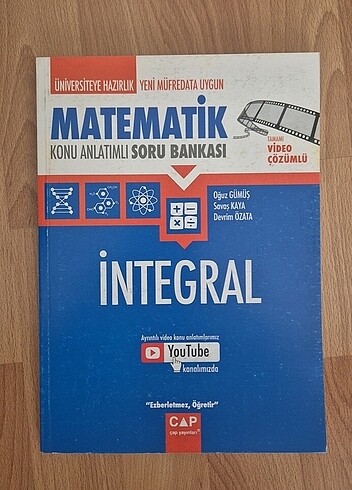 ÜNİVERSİTEYE HAZIRLIK YENİ MÜFREDATA UYGUN
MATEMATİK
KONU ANLATIMLI SORU BANKASI
TAMAMI
VİDEO
ÇÖZÜMLÜ
Oğuz GÜMÜŞ
Savaş KAYA
Devrim ÖZATA
İNTEGRAL
Ayrıntılı video konu anlatımlarımız
YouTube
kanalımızda
"Ezberletmez, Öğretir"
CAP
çap yayınları